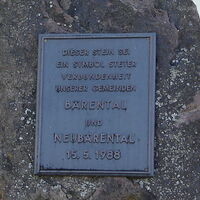 DIESER STEIN SEI
EIN SYMBOL STETER
VERBUNDENHEIT
UNSERER GEMEINDEN
BÄRENTAL
UND
NEUBÄRENTAL
15. 5. 1988